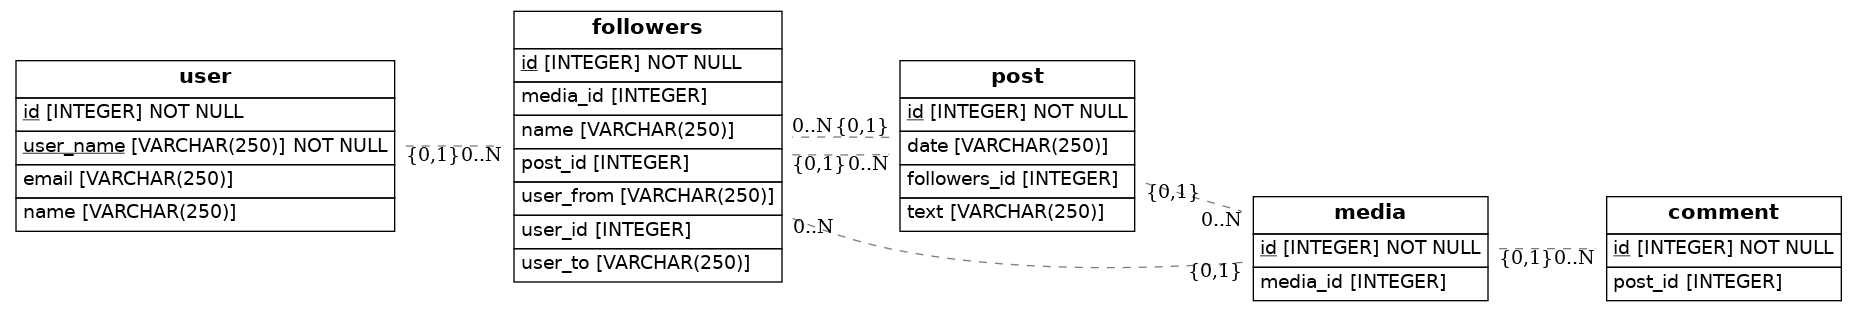 user
id [INTEGER] NOT NULL
user_name [VARCHAR(250)] NOT NULL
email [VARCHAR(250)]
name [VARCHAR(250)]
{0,1} 0..N
followers
id [INTEGER] NOT NULL
media_id [INTEGER]
name [VARCHAR(250)]
post_id [INTEGER]
user_from [VARCHAR(250)]
user_id [INTEGER]
user_to [VARCHAR(250)]
0..N {0,1}
{0,1} 0..N
0..N
{0,1}
post
id [INTEGER] NOT NULL
date [VARCHAR(250)]
followers_id [INTEGER]
text [VARCHAR(250)]
{0,1}
0..N
media
id [INTEGER] NOT NULL
media_id [INTEGER]
{0,1} 0..N
comment
id [INTEGER] NOT NULL
post_id [INTEGER]